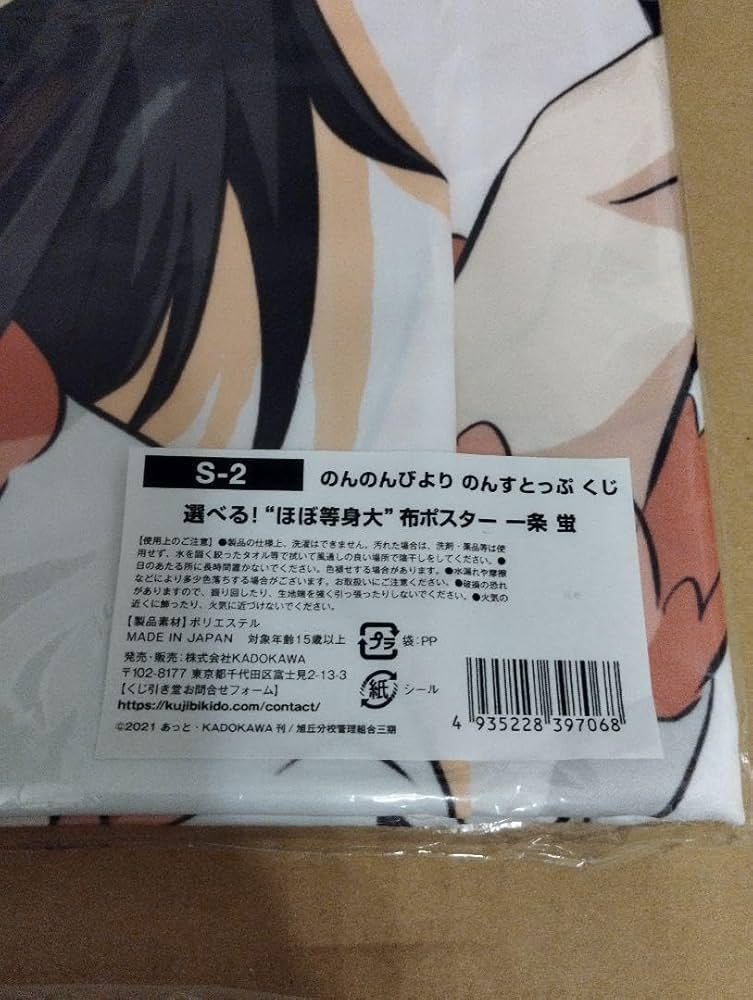 S-2
のんのんびより のんすとっぷ くじ
選べる!“ほぼ等身大”布ポスター 一条 蛍
【使用上のご注意】●製品の仕様上、洗濯はできません。汚れた場合は、洗剤・薬品等は使
用せず、水を固く絞ったタオル等で拭いて風通しの良い場所で陰干しをしてください。●
日のあたる所に長時間置かないでください。色褪せする場合があります。●水漏れや摩擦
などにより多少色落ちする場合がございます。お取扱いにご注意ください。●破損の恐れ
がありますので、振り回したり、生地端を強く引っ張ったりしないでください。●火気の
近くに飾ったり、火気に近づけないでください。
【製品素材】ポリエステル
MADE IN JAPAN 対象年齢15歳以上
プラ 袋:PP
発売・販売:株式会社KADOKAWA
〒102-8177 東京都千代田区富士見2-13-3
紙 シール
【くじ引き堂お問合せフォーム】
https://kujibikido.com/contact/
©2021 あっと・KADOKAWA 刊/旭丘分校管理組合三期
4 935228 397068